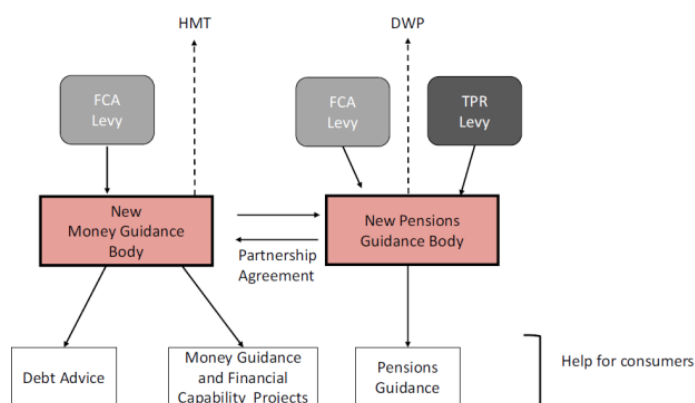 HMT
DWP
FCA
Levy
FCA
Levy
TPR
Levy
New
Money Guidance
Body
New Pensions
Guidance Body
Partnership
Agreement
Debt Advice
Money Guidance
and Financial
Capability Projects
Pensions
Guidance
Help for consumers